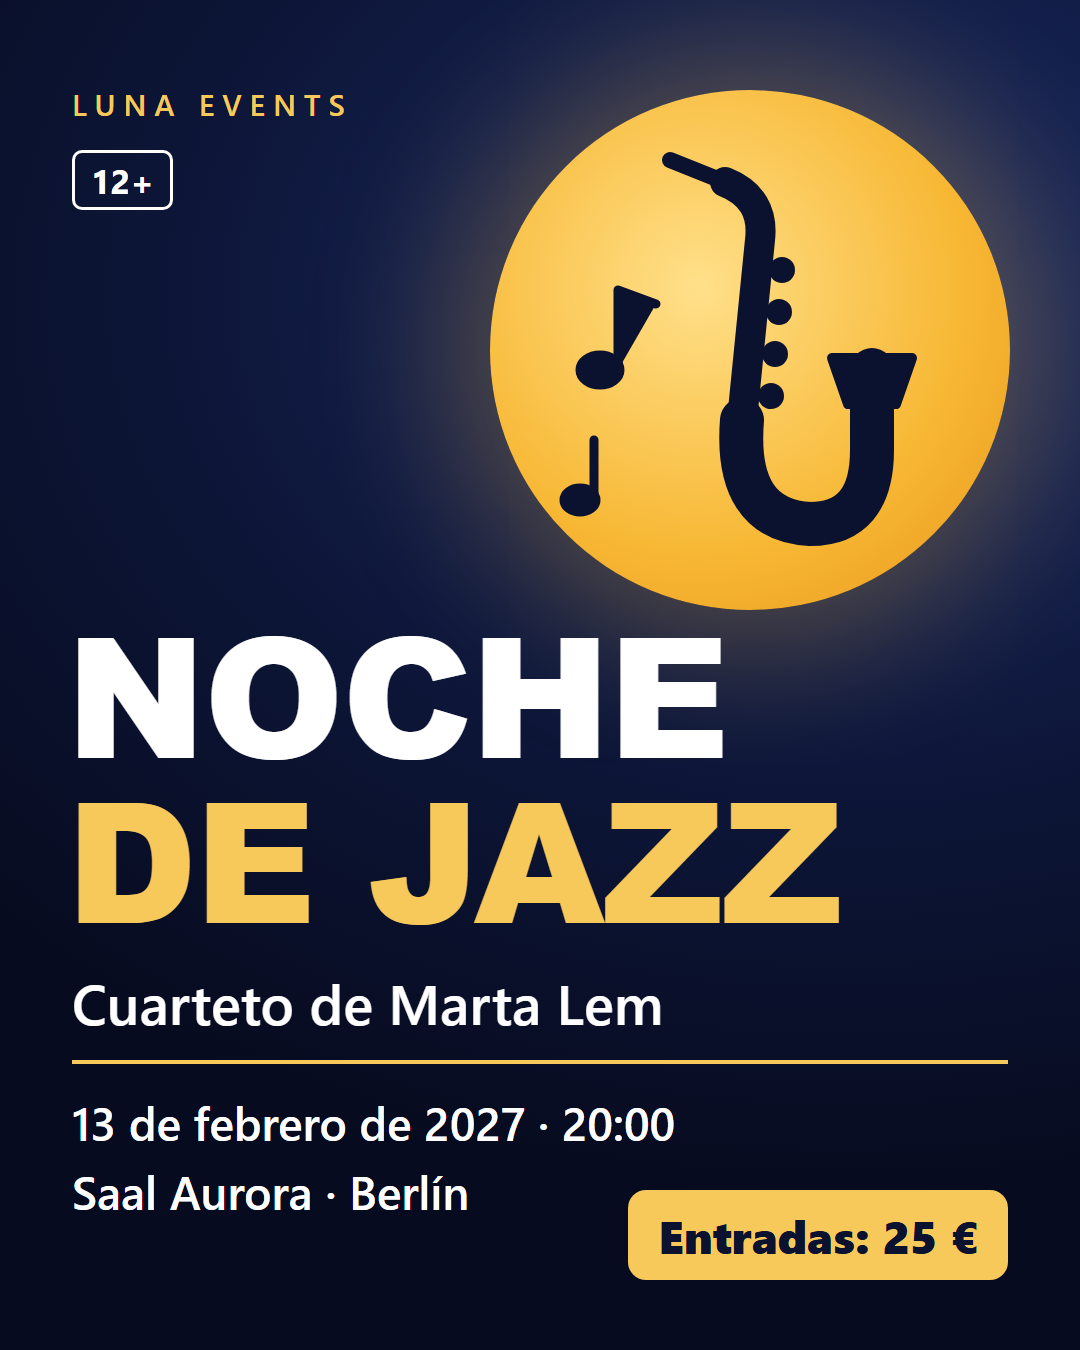 LUNA EVENTS
12+
NOCHE
DE JAZZ
Cuarteto de Marta Lem
13 de febrero de 2027 · 20:00
Saal Aurora · Berlín
Entradas: 25 €